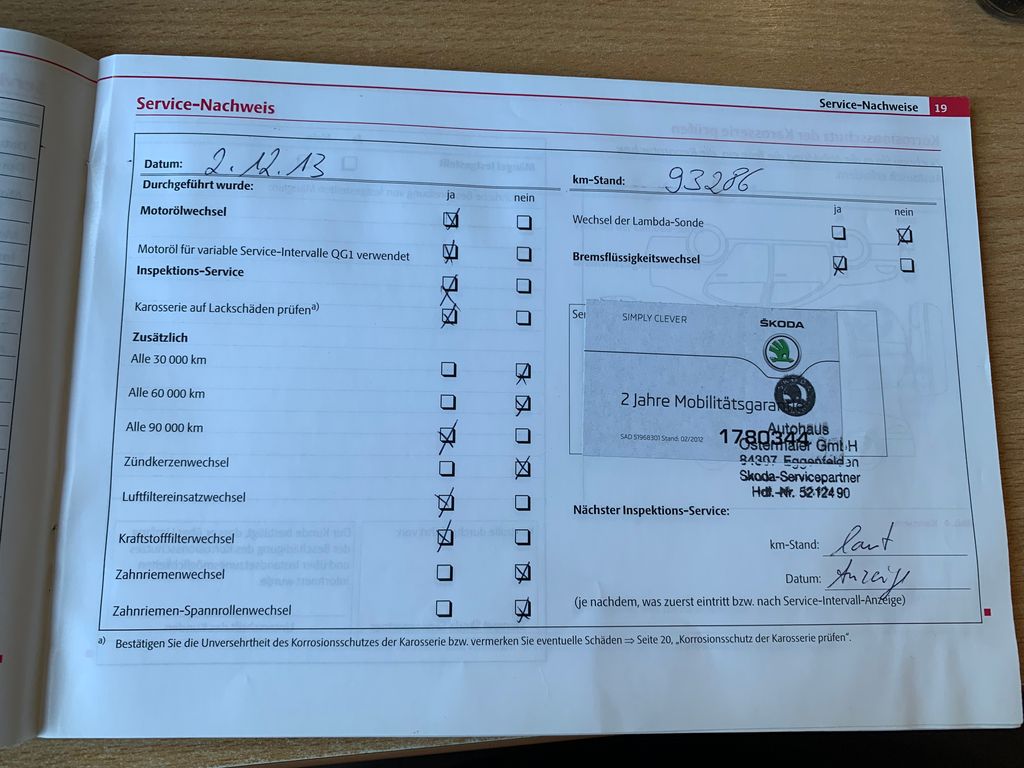 Service-Nachweise 19
Service-Nachweis
Datum: 2.12.13
Durchgeführt wurde:
ja nein
Motorölwechsel
Motoröl für variable Service-Intervalle QG1 verwendet
Inspektions-Service
Karosserie auf Lackschäden prüfen a)
Zusätzlich
Alle 30 000 km
Alle 60 000 km
Alle 90 000 km
Zündkerzenwechsel
Luftfiltereinsatzwechsel
Kraftstofffilterwechsel
Zahnriemenwechsel
Zahnriemen-Spannrollenwechsel
km-Stand: 93286
ja nein
Wechsel der Lambda-Sonde
Bremsflüssigkeitswechsel
SIMPLY CLEVER
ŠKODA
2 Jahre Mobilitätsgaran
SAD 51968301 Stand: 02/2012
1780344
Autohaus
Ostermaier GmbH
84307 Eggenfelden
Skoda-Servicepartner
Hdl.-Nr. 5212490
Nächster Inspektions-Service:
km-Stand: laut
Datum: Anzeige
(je nachdem, was zuerst eintritt bzw. nach Service-Intervall-Anzeige)
a) Bestätigen Sie die Unversehrtheit des Korrosionsschutzes der Karosserie bzw. vermerken Sie eventuelle Schäden ⇒ Seite 20, „Korrosionsschutz der Karosserie prüfen“.